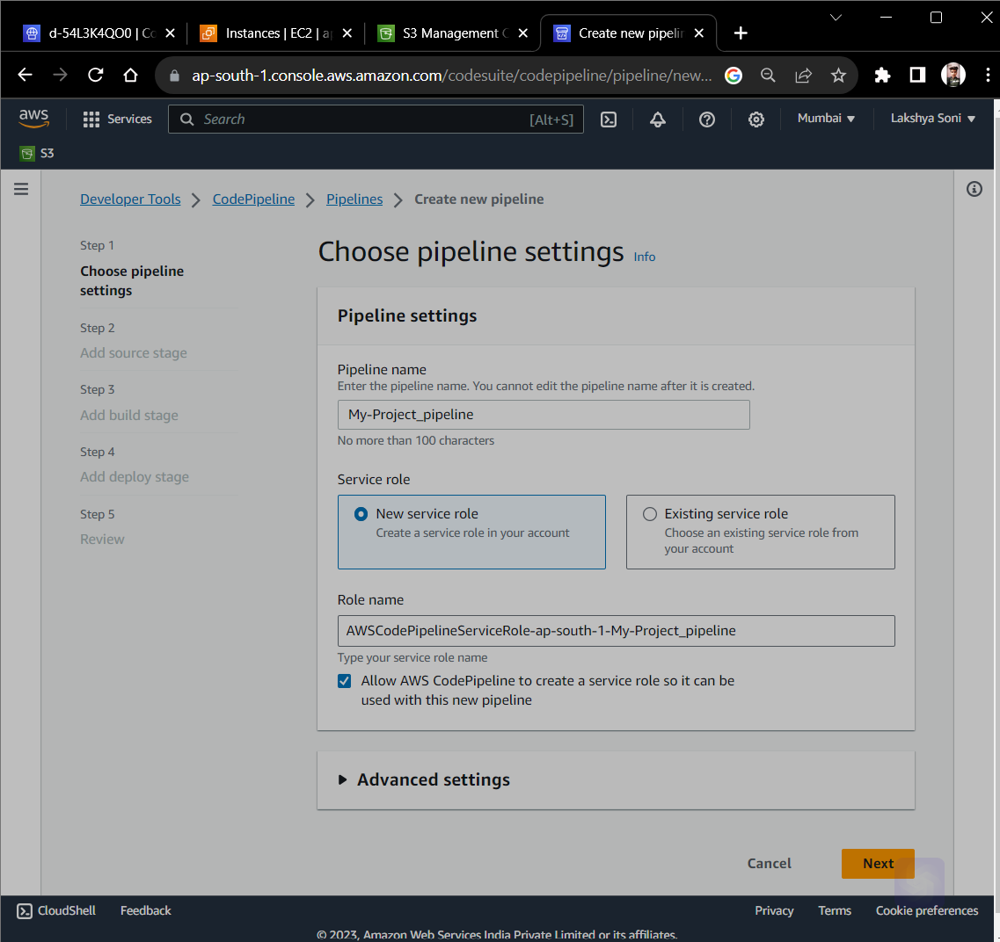 d-54L3K4QO0 | Co
Instances | EC2 | a
S3 Management C
Create new pipelin
ap-south-1.console.aws.amazon.com/codesuite/codepipeline/pipeline/new...
aws
Services
Search
[Alt+S]
Mumbai
Lakshya Soni
S3
Developer Tools
CodePipeline
Pipelines
Create new pipeline
Step 1
Choose pipeline
settings
Step 2
Add source stage
Step 3
Add build stage
Step 4
Add deploy stage
Step 5
Review
Choose pipeline settings Info
Pipeline settings
Pipeline name
Enter the pipeline name. You cannot edit the pipeline name after it is created.
My-Project_pipeline
No more than 100 characters
Service role
New service role
Create a service role in your account
Existing service role
Choose an existing service role from
your account
Role name
AWSCodePipelineServiceRole-ap-south-1-My-Project_pipeline
Type your service role name
Allow AWS CodePipeline to create a service role so it can be
used with this new pipeline
Advanced settings
Cancel
Next
CloudShell
Feedback
Privacy
Terms
Cookie preferences
© 2023, Amazon Web Services India Private Limited or its affiliates.